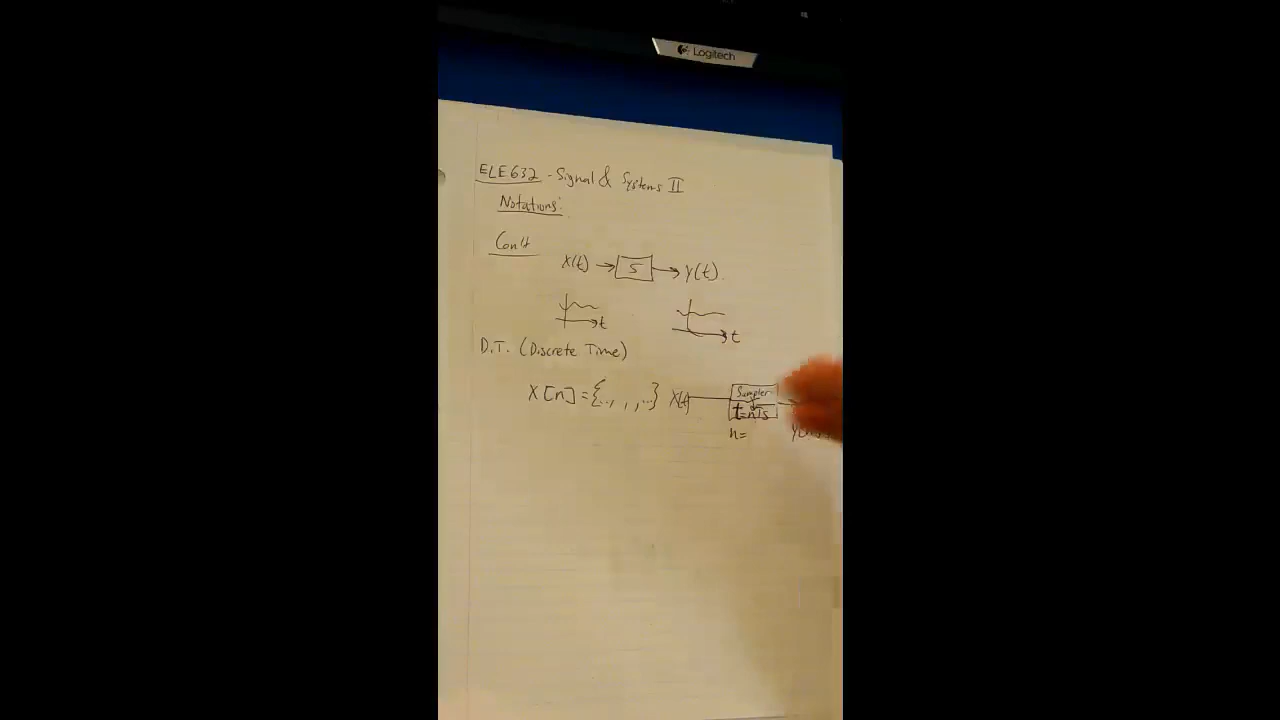 Logitech
ELE632 - Signal & Systems II
Notations:
Con't
X(t) → S → Y(t)
t t
D.T. (Discrete Time)
X[n] = {.., , , ...} X(t) Sampler
t=nTs
n=